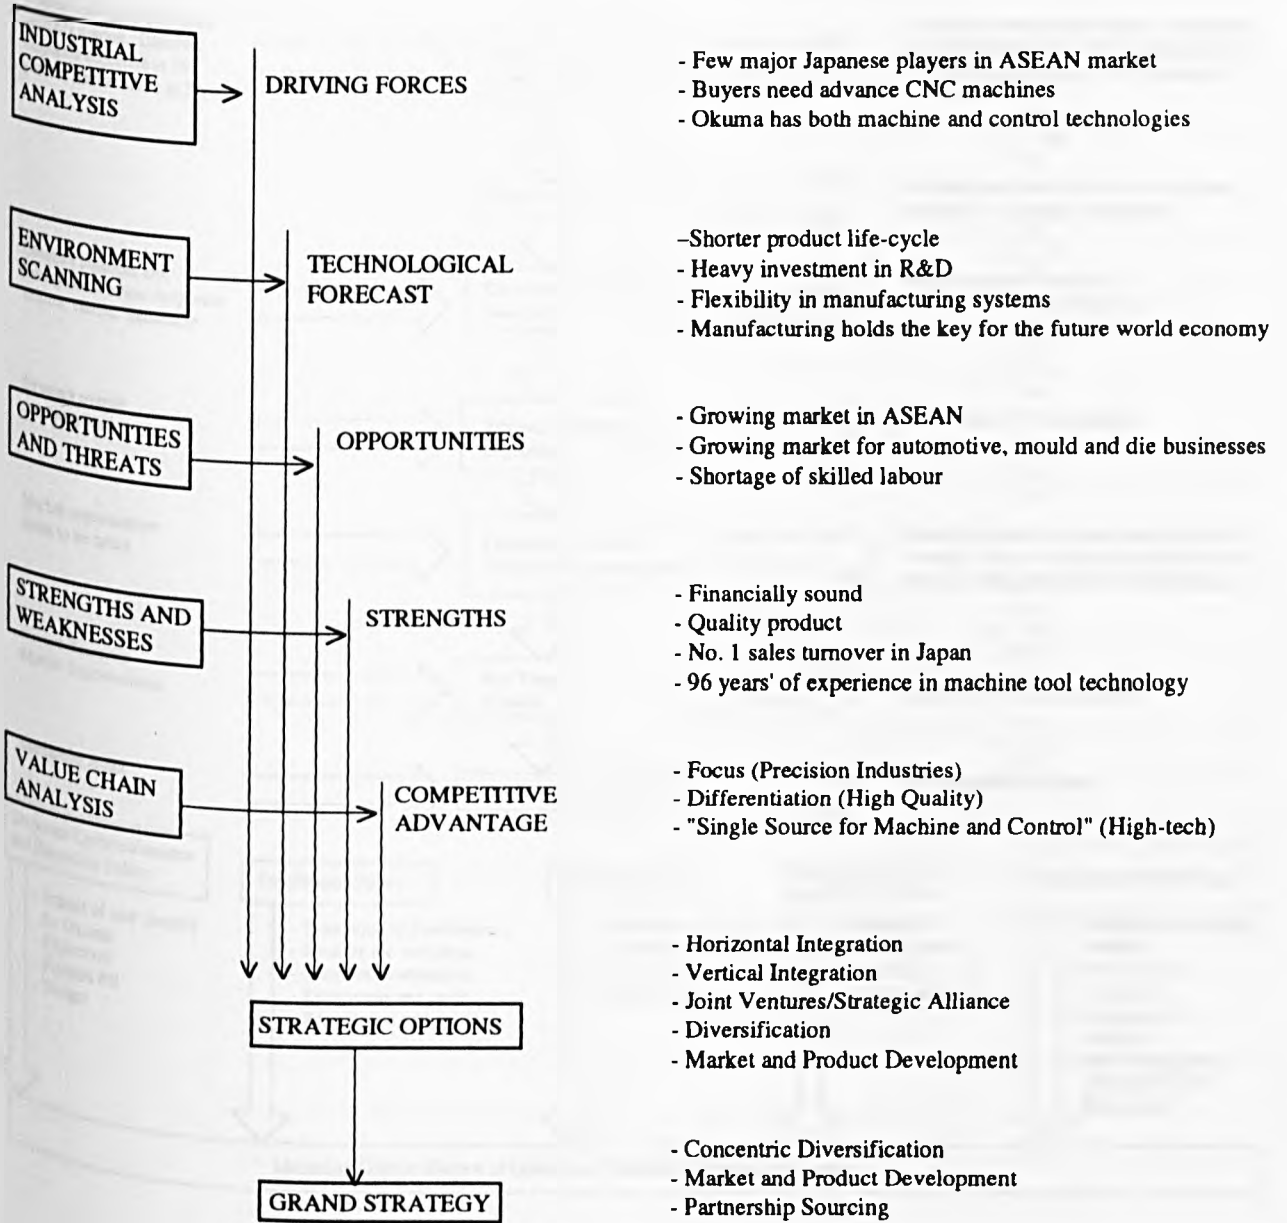 INDUSTRIAL
COMPETITIVE
ANALYSIS
DRIVING FORCES
- Few major Japanese players in ASEAN market
- Buyers need advance CNC machines
- Okuma has both machine and control technologies
ENVIRONMENT
SCANNING
TECHNOLOGICAL
FORECAST
–Shorter product life-cycle
- Heavy investment in R&D
- Flexibility in manufacturing systems
- Manufacturing holds the key for the future world economy
OPPORTUNITIES
AND THREATS
OPPORTUNITIES
- Growing market in ASEAN
- Growing market for automotive, mould and die businesses
- Shortage of skilled labour
STRENGTHS AND
WEAKNESSES
STRENGTHS
- Financially sound
- Quality product
- No. 1 sales turnover in Japan
- 96 years' of experience in machine tool technology
VALUE CHAIN
ANALYSIS
COMPETITIVE
ADVANTAGE
- Focus (Precision Industries)
- Differentiation (High Quality)
- "Single Source for Machine and Control" (High-tech)
STRATEGIC OPTIONS
- Horizontal Integration
- Vertical Integration
- Joint Ventures/Strategic Alliance
- Diversification
- Market and Product Development
GRAND STRATEGY
- Concentric Diversification
- Market and Product Development
- Partnership Sourcing